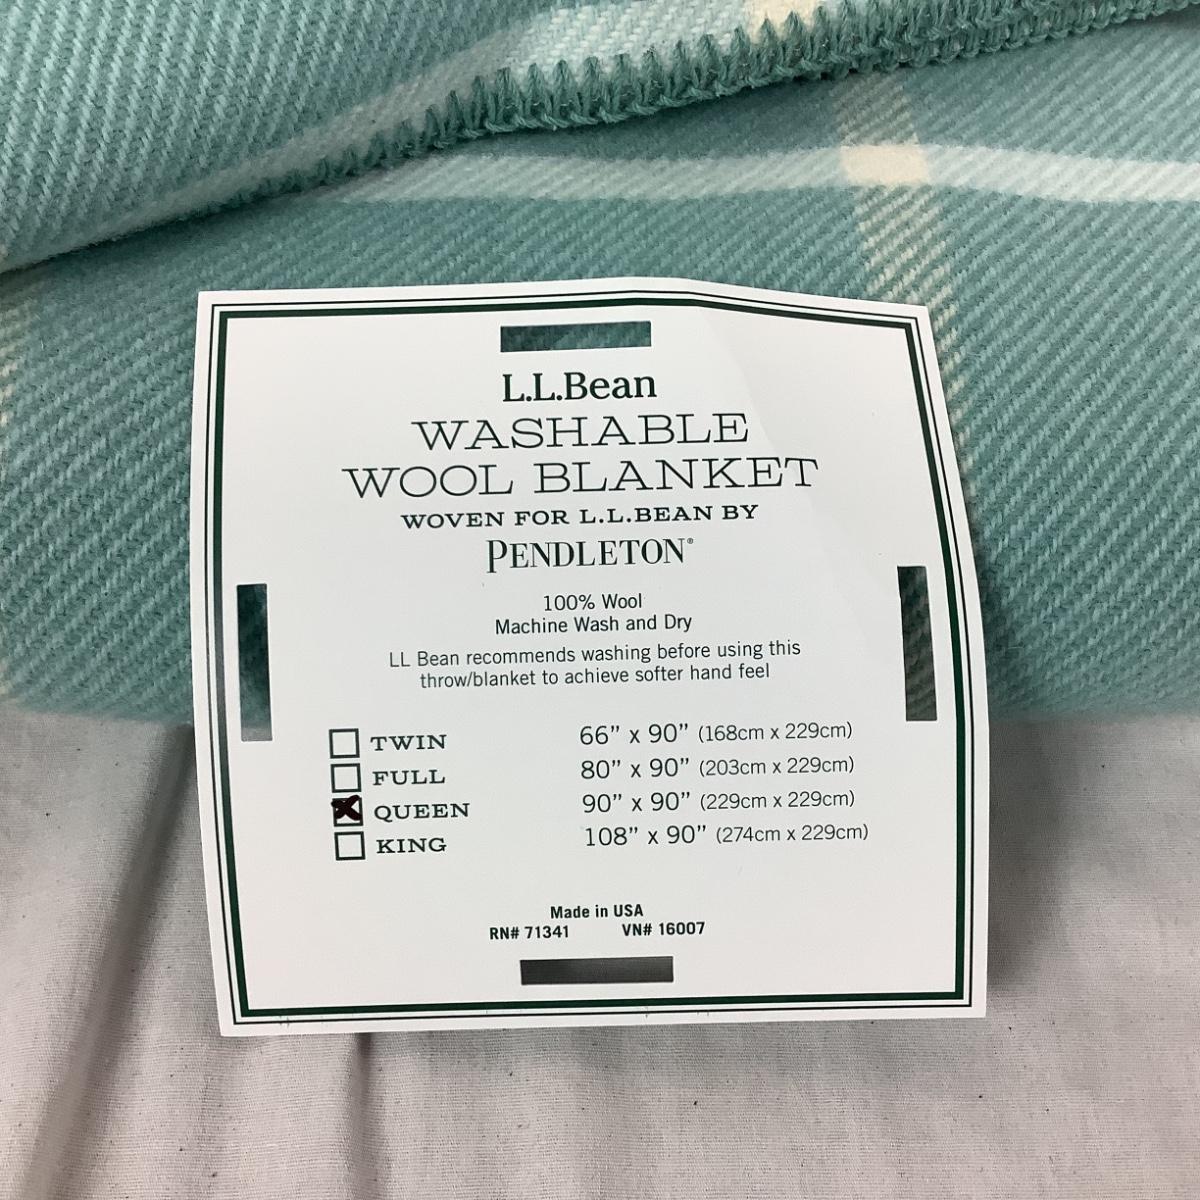 L.L.Bean
WASHABLE
WOOL BLANKET
WOVEN FOR L.L.BEAN BY
PENDLETON®
100% Wool
Machine Wash and Dry
LL Bean recommends washing before using this
throw/blanket to achieve softer hand feel
TWIN 66” x 90” (168cm x 229cm)
FULL 80” x 90” (203cm x 229cm)
QUEEN 90” x 90” (229cm x 229cm)
KING 108” x 90” (274cm x 229cm)
Made in USA
RN# 71341 VN# 16007